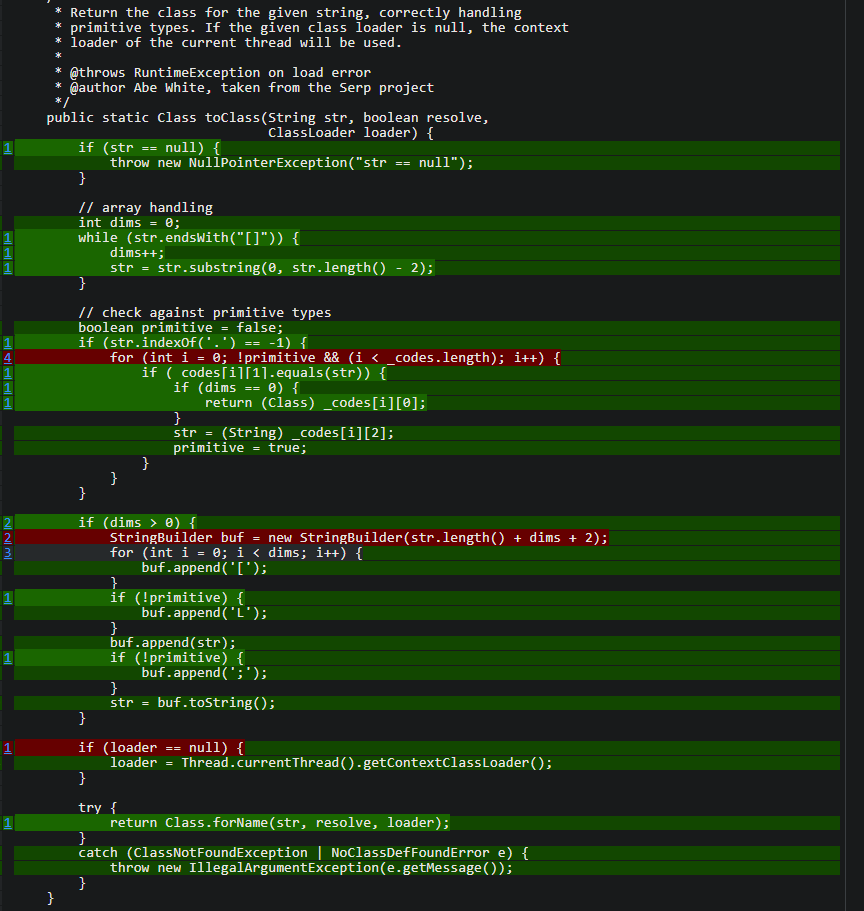 * Return the class for the given string, correctly handling
* primitive types. If the given class loader is null, the context
* loader of the current thread will be used.
*
* @throws RuntimeException on load error
* @author Abe White, taken from the Serp project
*/
public static Class toClass(String str, boolean resolve,
ClassLoader loader) {
1 if (str == null) {
throw new NullPointerException("str == null");
}
// array handling
int dims = 0;
1 while (str.endsWith("[]")) {
1 dims++;
1 str = str.substring(0, str.length() - 2);
}
// check against primitive types
boolean primitive = false;
1 if (str.indexOf('.') == -1) {
4 for (int i = 0; !primitive && (i < _codes.length); i++) {
1 if (_codes[i][1].equals(str)) {
1 if (dims == 0) {
1 return (Class) _codes[i][0];
}
str = (String) _codes[i][2];
primitive = true;
}
}
}
2 if (dims > 0) {
2 StringBuilder buf = new StringBuilder(str.length() + dims + 2);
3 for (int i = 0; i < dims; i++) {
buf.append('[');
}
1 if (!primitive) {
buf.append('L');
}
buf.append(str);
1 if (!primitive) {
buf.append(';');
}
str = buf.toString();
}
1 if (loader == null) {
loader = Thread.currentThread().getContextClassLoader();
}
try {
1 return Class.forName(str, resolve, loader);
}
catch (ClassNotFoundException | NoClassDefFoundError e) {
throw new IllegalArgumentException(e.getMessage());
}
}